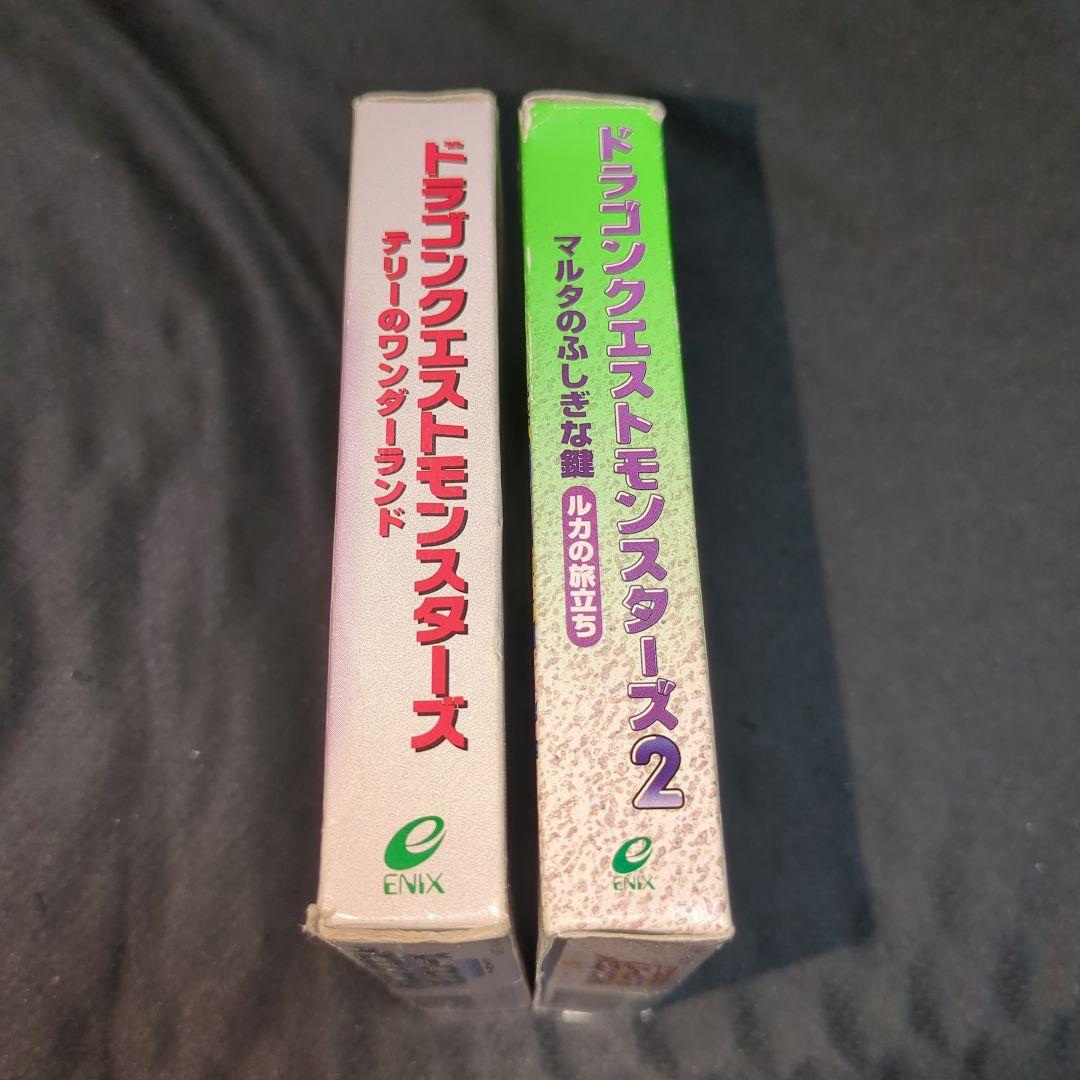 ドラゴンクエストモンスターズ
テリーのワンダーランド
ENIX
ドラゴンクエストモンスターズ2
マルタのふしぎな鍵
ルカの旅立ち
ENIX